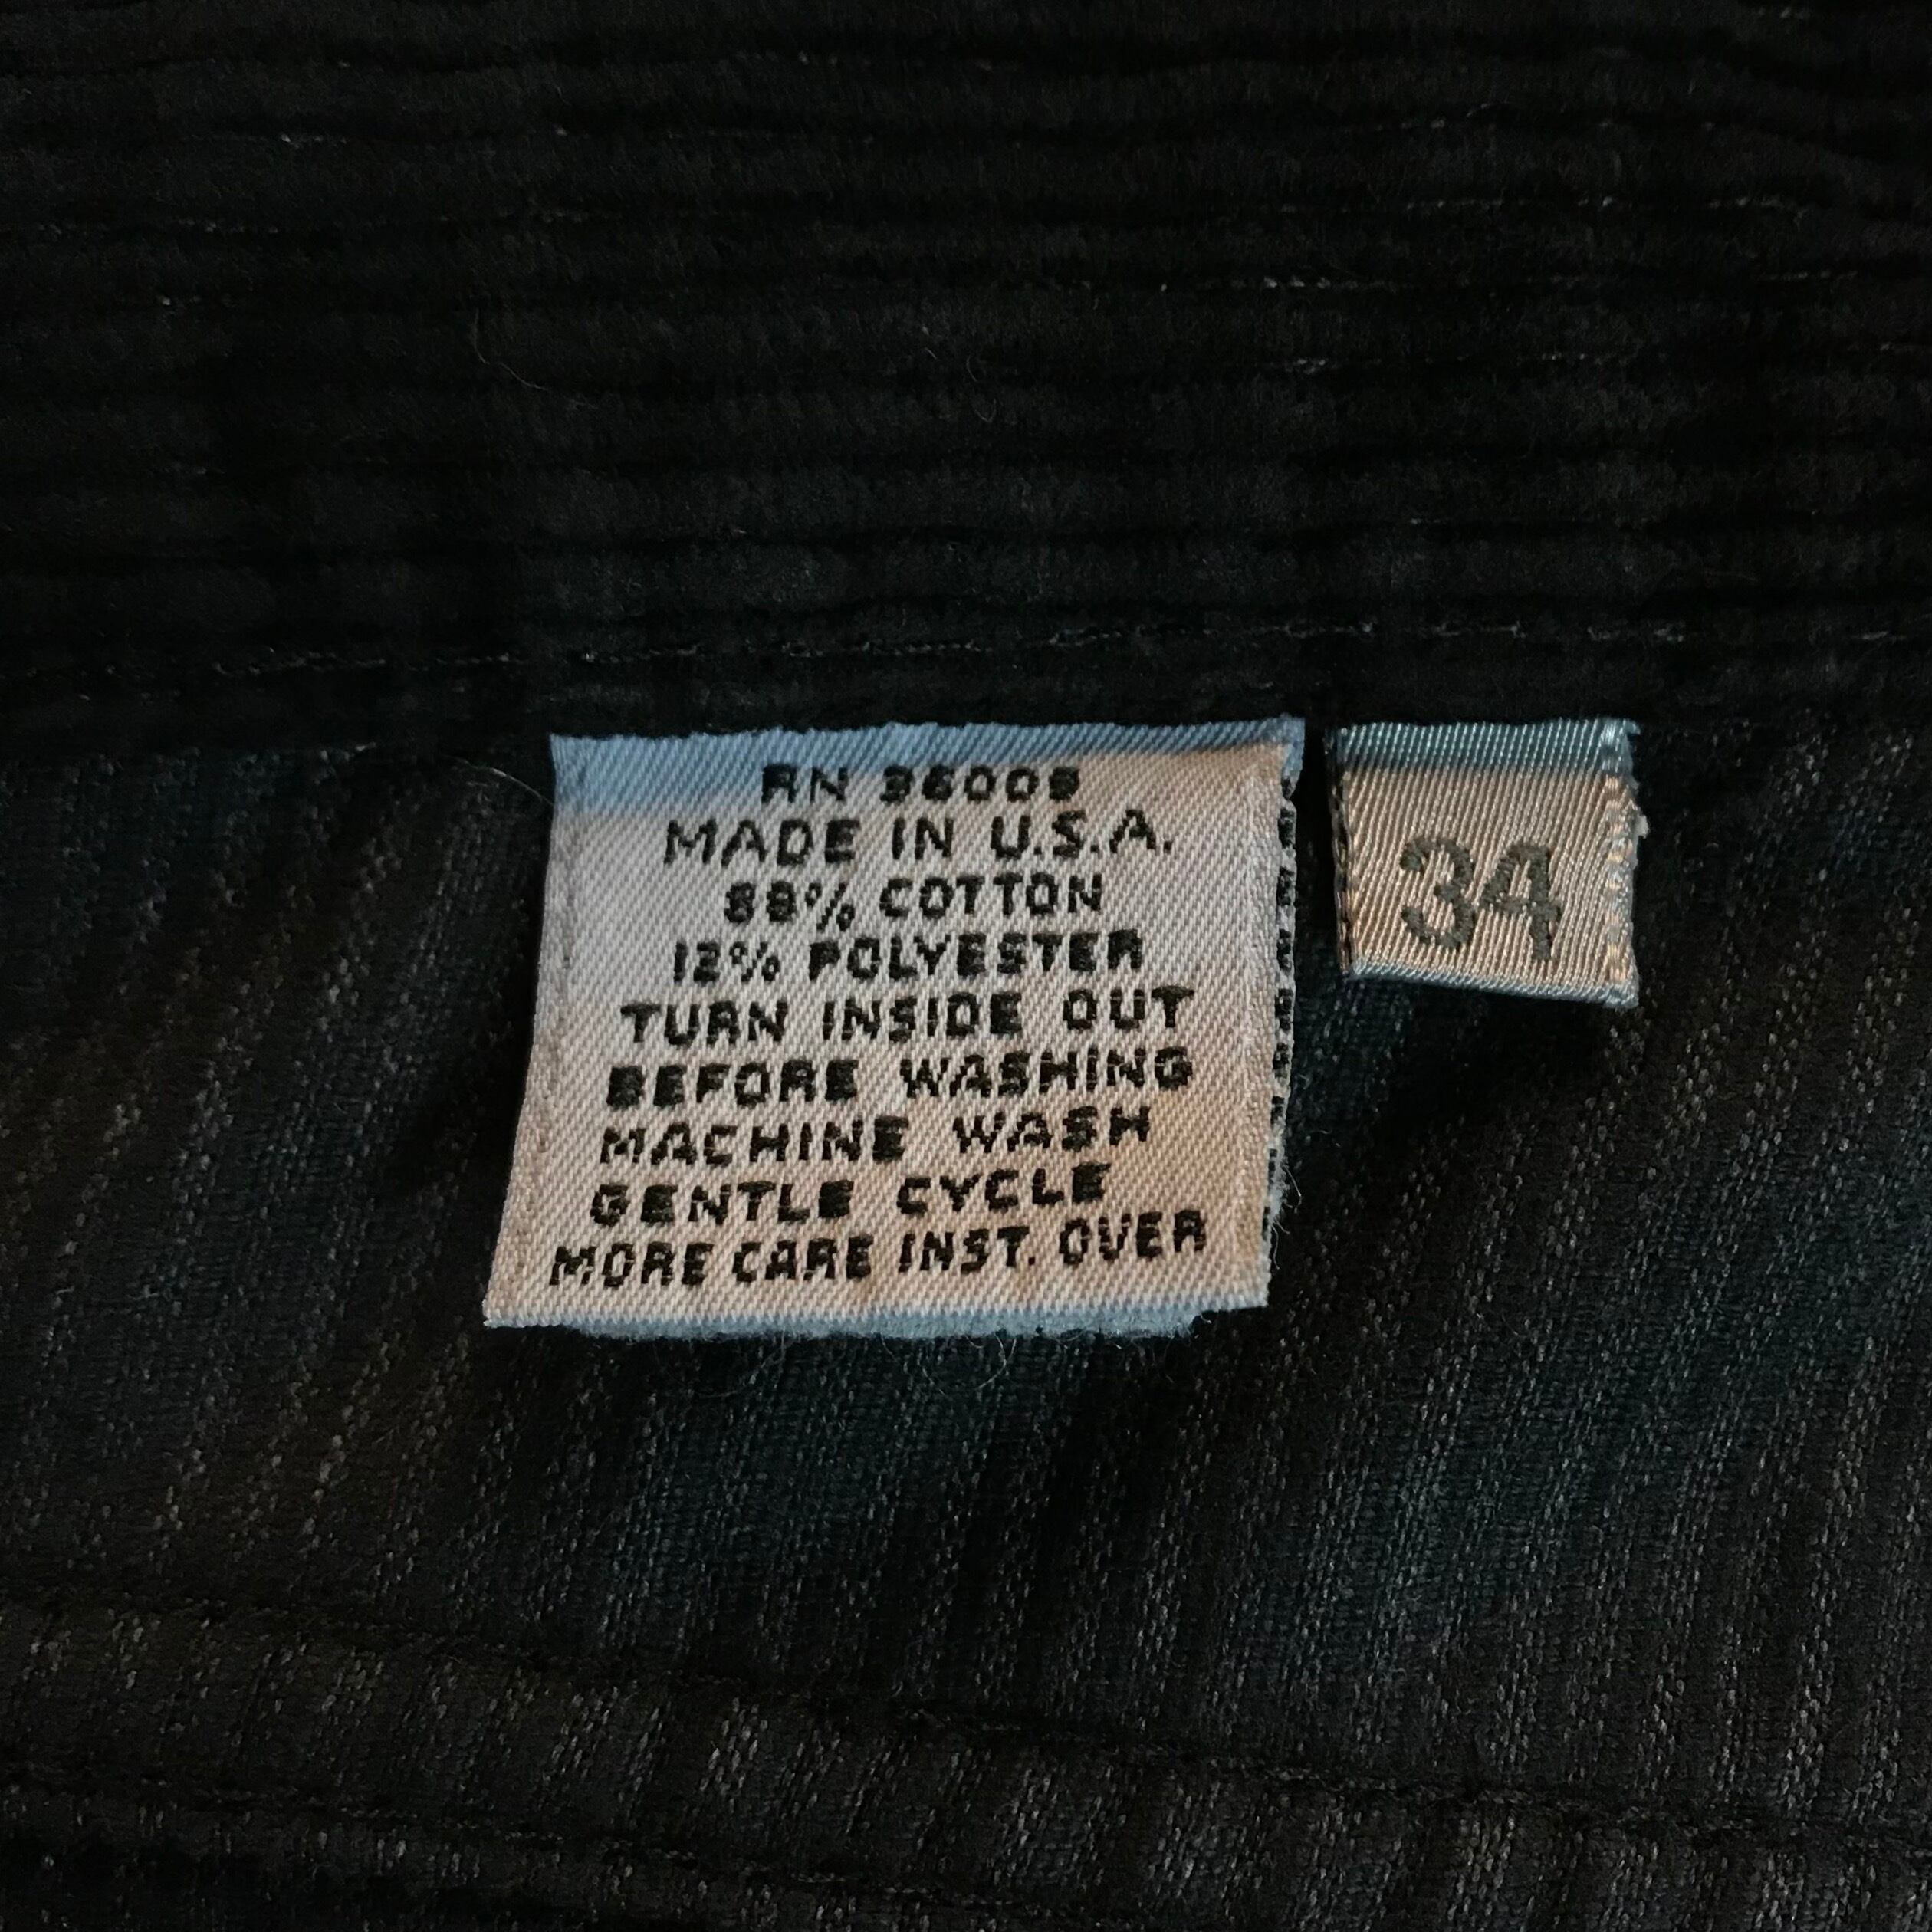 RN 36009
MADE IN U.S.A.
88% COTTON
12% POLYESTER
TURN INSIDE OUT
BEFORE WASHING
MACHINE WASH
GENTLE CYCLE
MORE CARE INST. OVER
34